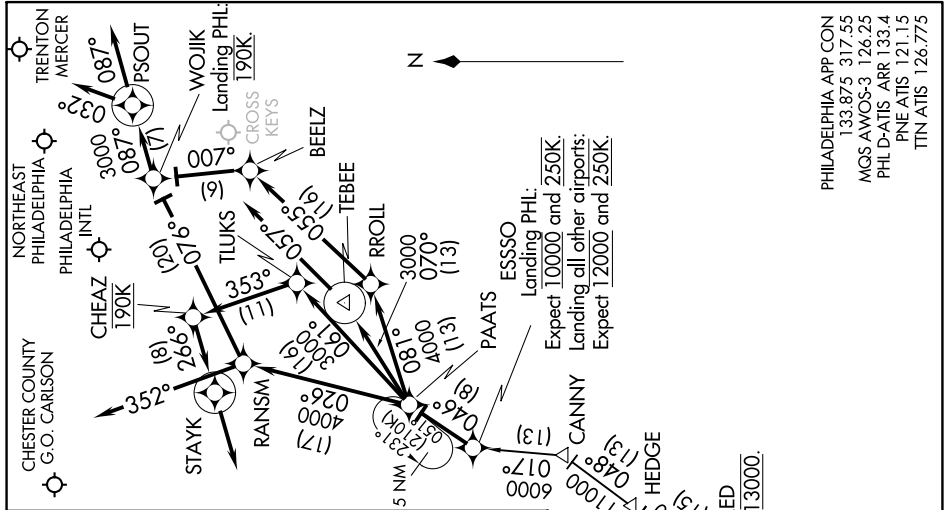 CHESTER COUNTY
G.O. CARLSON
NORTHEAST
PHILADELPHIA
PHILADELPHIA
INTL
TRENTON
MERCER
CHEAZ
190K
WOJIK
Landing PHL:
190K.
PSOUT
032°
087°
3000
087°
(7)
STAYK
266°
(8)
352°
RANSM
076°
(20)
353°
(11)
TLUKS
007°
(9)
CROSS
KEYS
BEELZ
057°
055°
(16)
TEBEE
RROLL
3000
070°
(13)
061°
3000
(16)
081°
4000
(13)
026°
4000
(17)
PAATS
231°
051°
(210K)
5 NM
046°
(8)
ESSSO
Landing PHL:
Expect 10000 and 250K.
Landing all other airports:
Expect 12000 and 250K.
6000
017°
(13)
CANNY
11000
048°
(13)
HEDGE
(15)
ED
13000.
N
PHILADELPHIA APP CON
133.875 317.55
MQS AWOS-3 126.25
PHL D-ATIS ARR 133.4
PNE ATIS 121.15
TTN ATIS 126.775